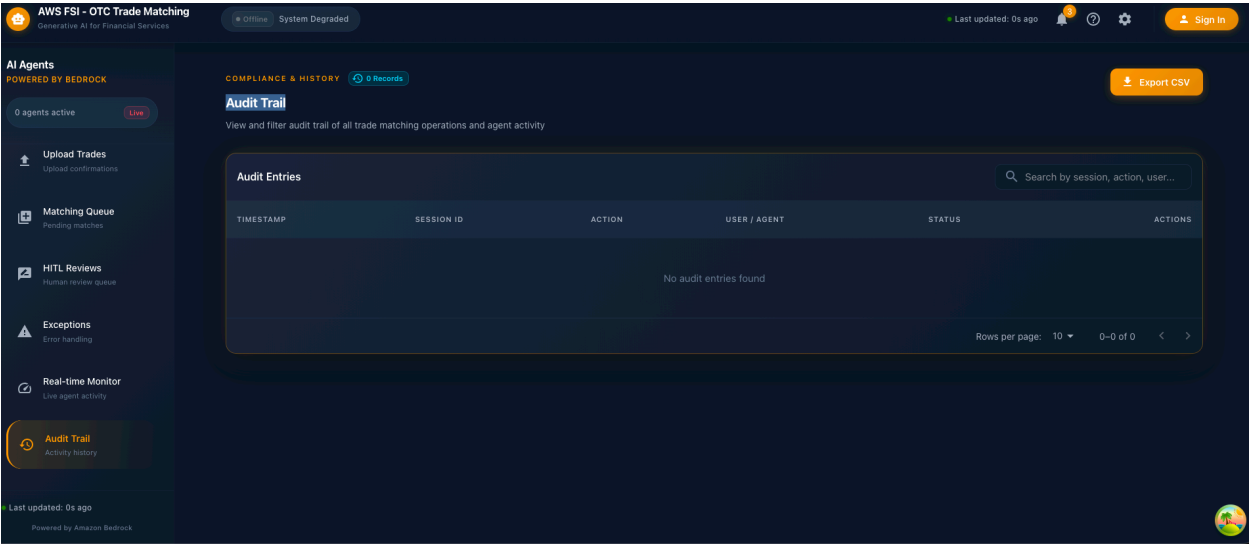 AWS FSI - OTC Trade Matching
Generative AI for Financial Services
Offline System Degraded
Last updated: 0s ago
3
Sign In
AI Agents
POWERED BY BEDROCK
0 agents active Live
Upload Trades
Upload confirmations
Matching Queue
Pending matches
HITL Reviews
Human review queue
Exceptions
Error handling
Real-time Monitor
Live agent activity
Audit Trail
Activity history
Last updated: 0s ago
Powered by Amazon Bedrock
COMPLIANCE & HISTORY 0 Records
Export CSV
Audit Trail
View and filter audit trail of all trade matching operations and agent activity
Audit Entries
Search by session, action, user...
TIMESTAMP SESSION ID ACTION USER / AGENT STATUS ACTIONS
No audit entries found
Rows per page: 10 0–0 of 0